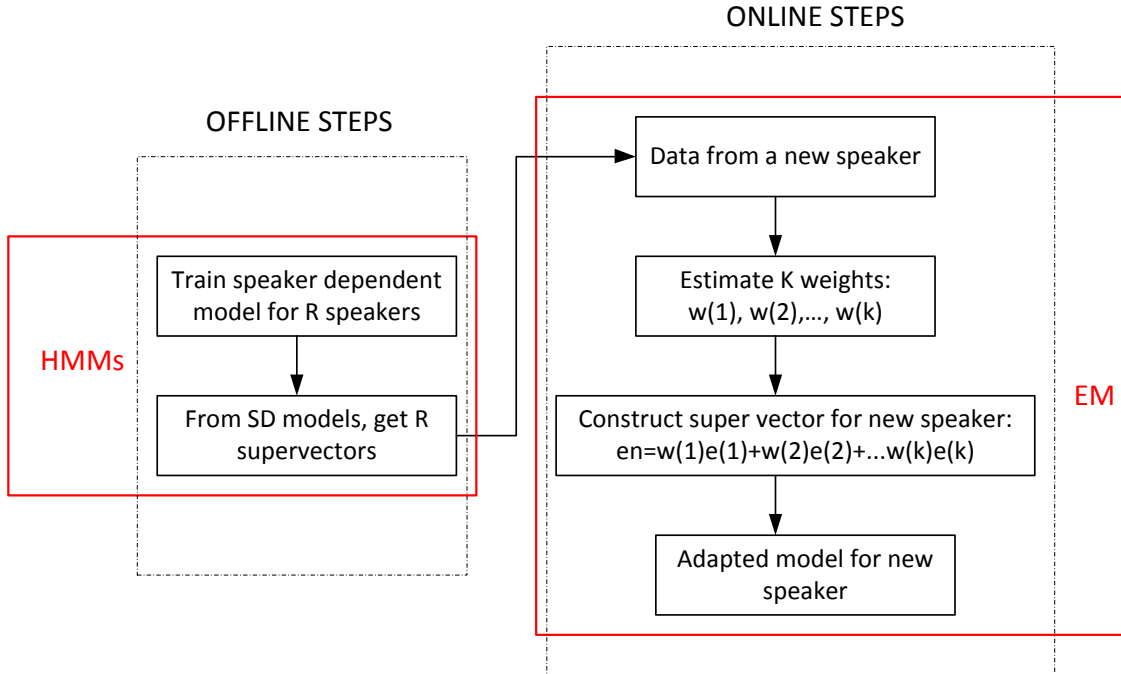 ONLINE STEPS
OFFLINE STEPS
Data from a new speaker
Train speaker dependent
model for R speakers
Estimate K weights:
w(1), w(2),..., w(k)
HMMs
From SD models, get R
supervectors
Construct super vector for new speaker:
en=w(1)e(1)+w(2)e(2)+...w(k)e(k)
EM
Adapted model for new
speaker